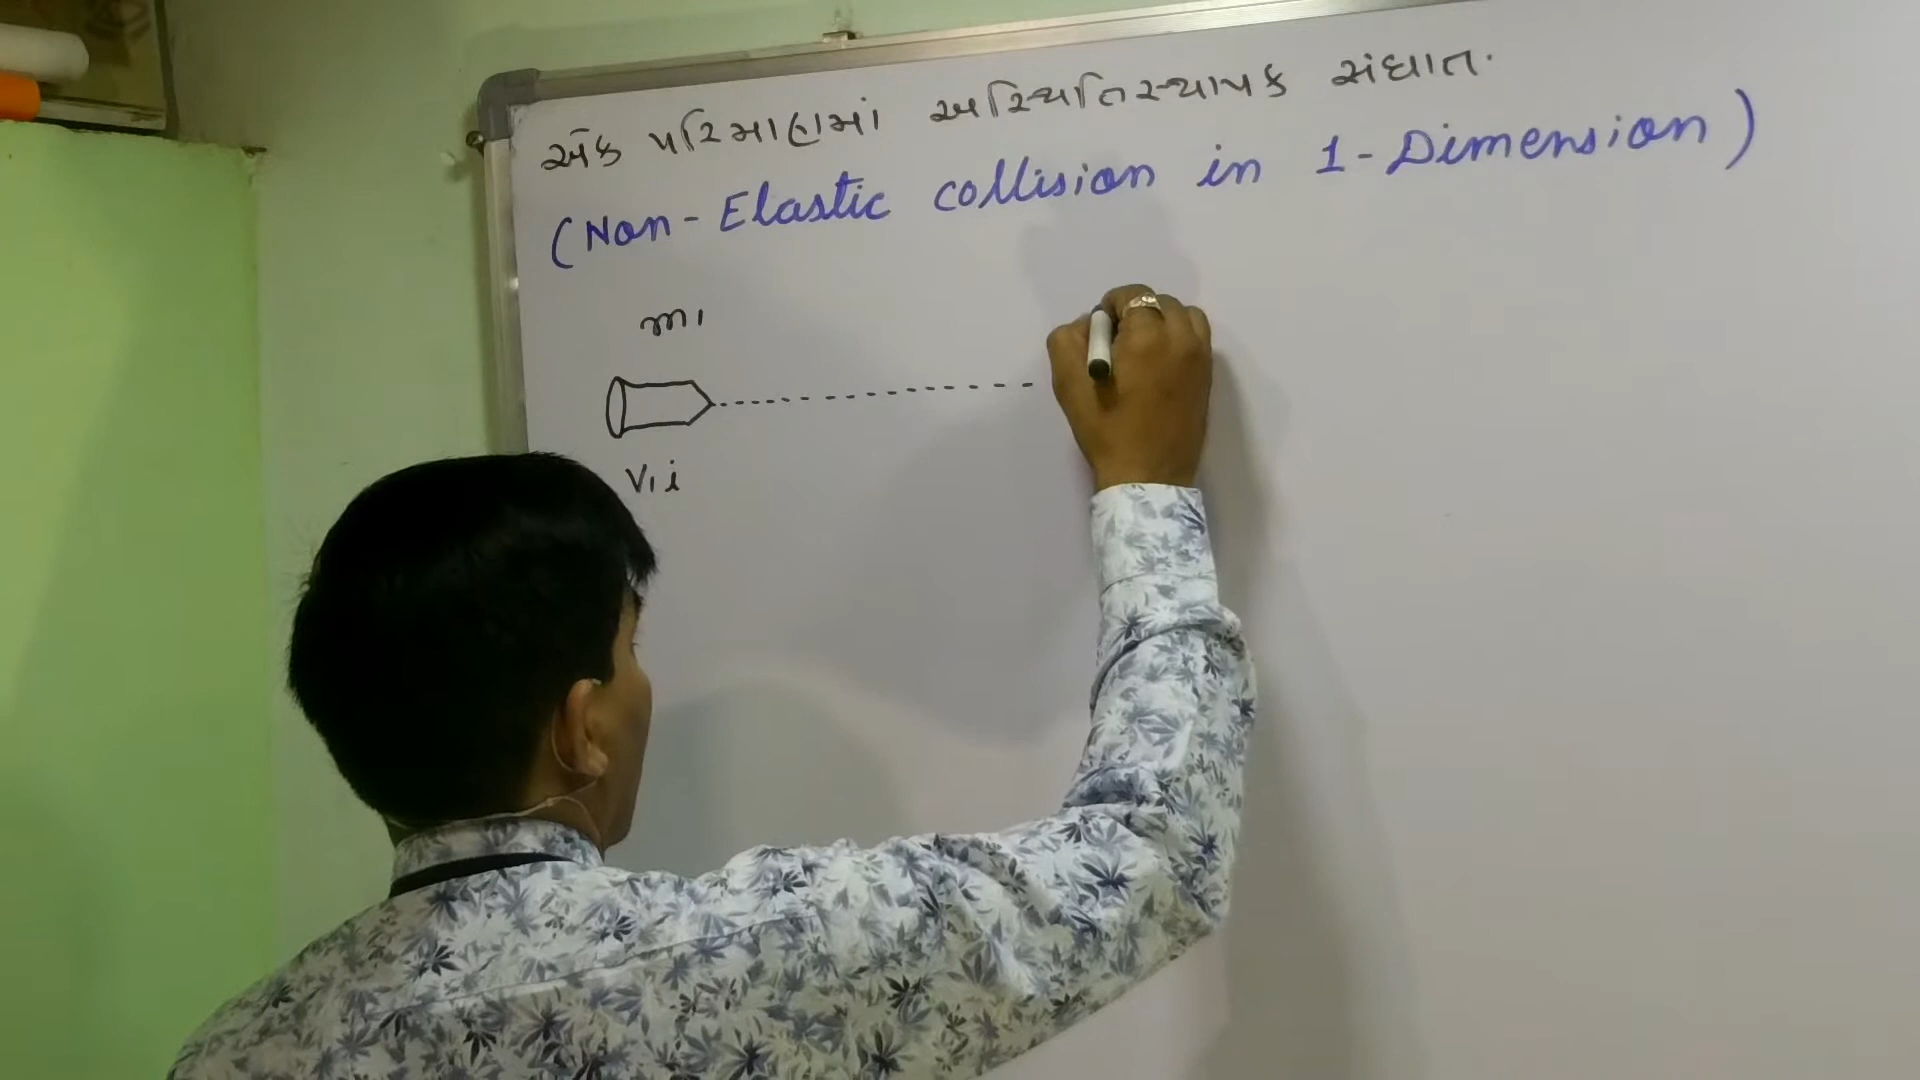 એક પરિમાણમાં અસ્થિતિસ્થાપક સંઘાત.
(Non-Elastic collision in 1-Dimension)
m1
V1i